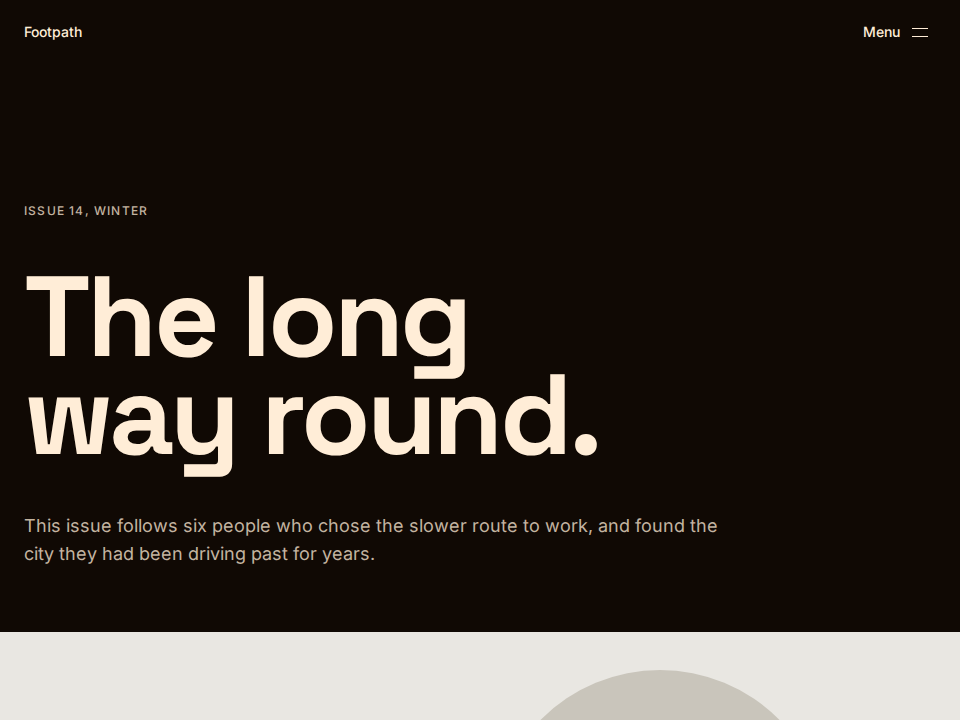 Footpath
Menu
ISSUE 14, WINTER
The long
way round.
This issue follows six people who chose the slower route to work, and found the
city they had been driving past for years.